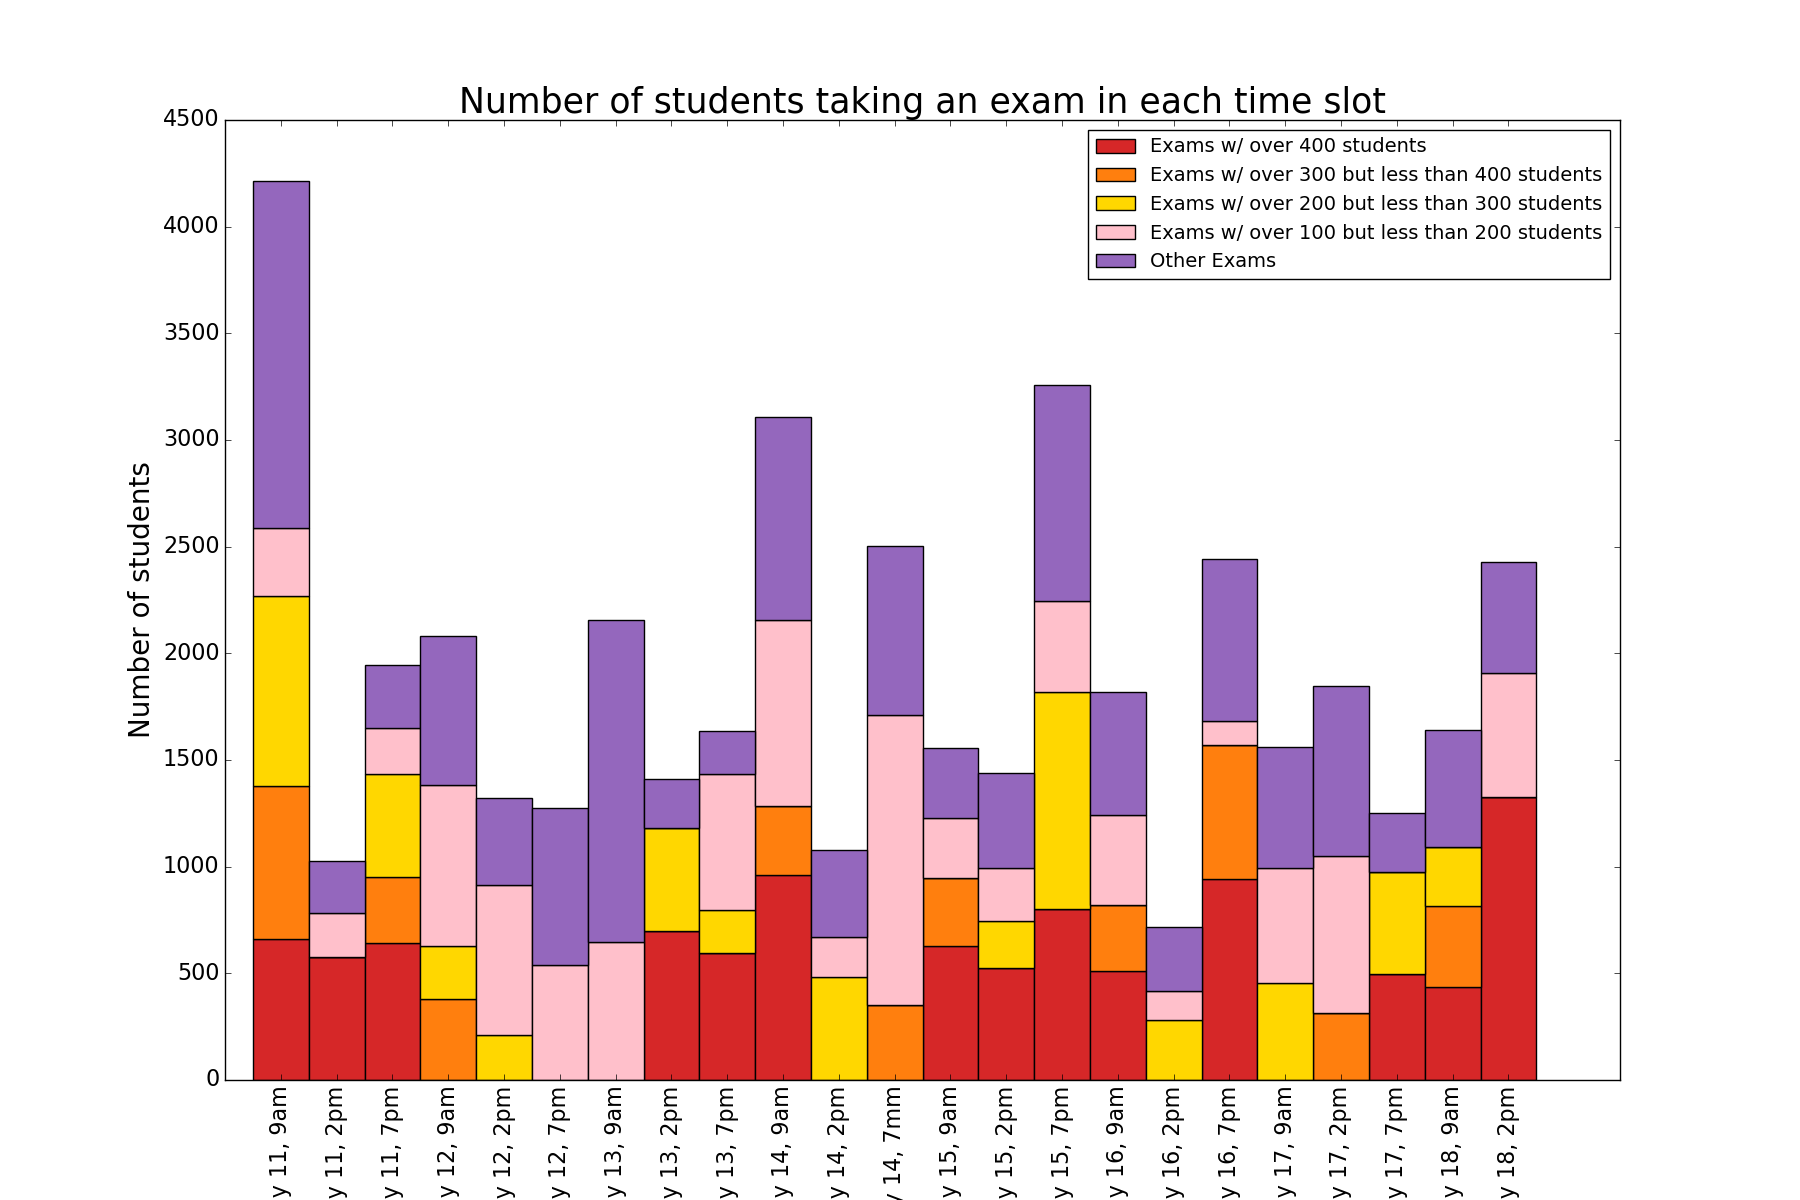 Number of students taking an exam in each time slot
Exams w/ over 400 students
Exams w/ over 300 but less than 400 students
Exams w/ over 200 but less than 300 students
Exams w/ over 100 but less than 200 students
Other Exams
Number of students
4500
4000
3500
3000
2500
2000
1500
1000
500
0
y 11, 9am
y 11, 2pm
y 11, 7pm
y 12, 9am
y 12, 2pm
y 12, 7pm
y 13, 9am
y 13, 2pm
y 13, 7pm
y 14, 9am
y 14, 2pm
y 14, 7mm
y 15, 9am
y 15, 2pm
y 15, 7pm
y 16, 9am
y 16, 2pm
y 16, 7pm
y 17, 9am
y 17, 2pm
y 17, 7pm
y 18, 9am
y 18, 2pm